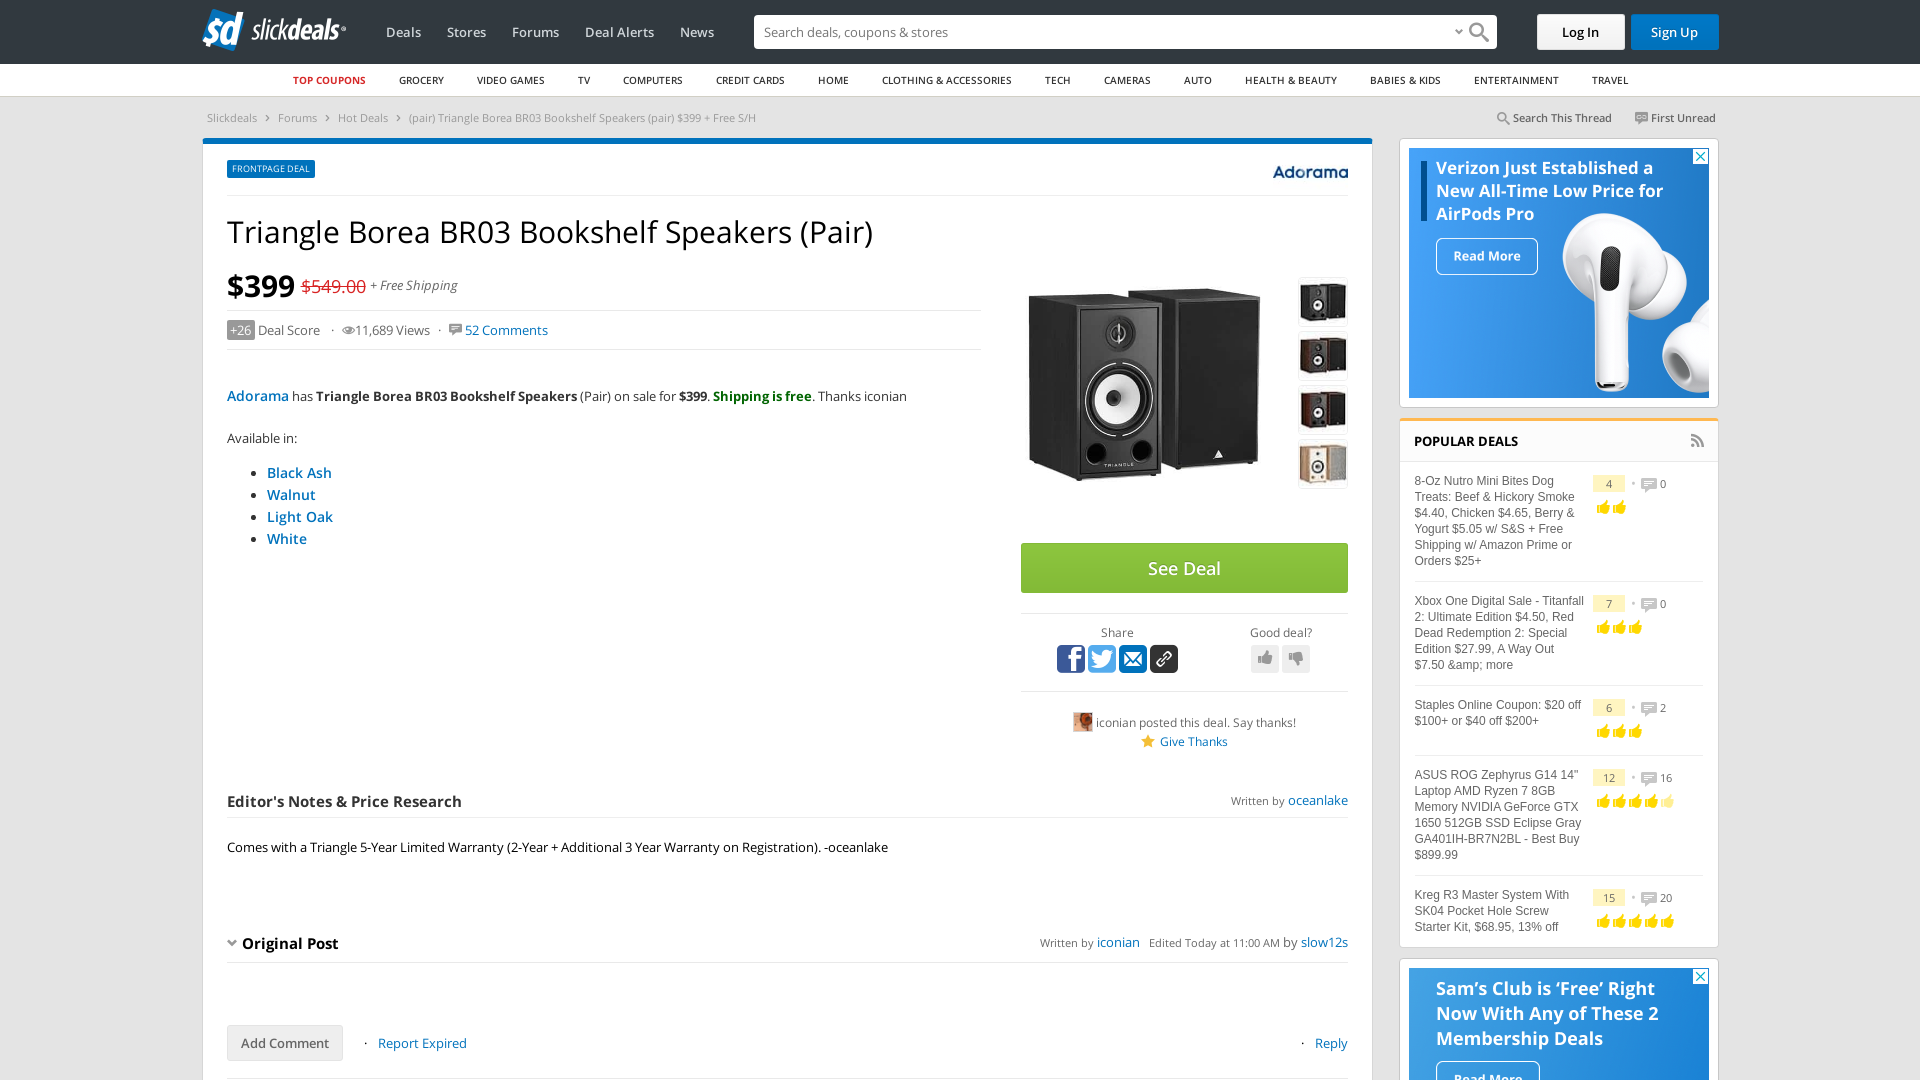 slickdeals
Deals
Stores
Forums
Deal Alerts
News
Search deals, coupons & stores
Log In
Sign Up
TOP COUPONS
GROCERY
VIDEO GAMES
TV
COMPUTERS
CREDIT CARDS
HOME
CLOTHING & ACCESSORIES
TECH
CAMERAS
AUTO
HEALTH & BEAUTY
BABIES & KIDS
ENTERTAINMENT
TRAVEL
Slickdeals > Forums > Hot Deals > (pair) Triangle Borea BR03 Bookshelf Speakers (pair) $399 + Free S/H
Search This Thread
First Unread
FRONTPAGE DEAL
Adorama
Triangle Borea BR03 Bookshelf Speakers (Pair)
$399 $549.00 + Free Shipping
+26 Deal Score · 11,689 Views · 52 Comments
Adorama has Triangle Borea BR03 Bookshelf Speakers (Pair) on sale for $399. Shipping is free. Thanks iconian
Available in:
• Black Ash
• Walnut
• Light Oak
• White
TRIANGLE
See Deal
Share
Good deal?
iconian posted this deal. Say thanks!
Give Thanks
Editor's Notes & Price Research
Written by oceanlake
Comes with a Triangle 5-Year Limited Warranty (2-Year + Additional 3 Year Warranty on Registration). -oceanlake
Original Post
Written by iconian Edited Today at 11:00 AM by slow12s
Add Comment
· Report Expired
· Reply
Verizon Just Established a
New All-Time Low Price for
AirPods Pro
Read More
POPULAR DEALS
8-Oz Nutro Mini Bites Dog
Treats: Beef & Hickory Smoke
$4.40, Chicken $4.65, Berry &
Yogurt $5.05 w/ S&S + Free
Shipping w/ Amazon Prime or
Orders $25+
4 • 0
Xbox One Digital Sale - Titanfall
2: Ultimate Edition $4.50, Red
Dead Redemption 2: Special
Edition $27.99, A Way Out
$7.50 &amp; more
7 • 0
Staples Online Coupon: $20 off
$100+ or $40 off $200+
6 • 2
ASUS ROG Zephyrus G14 14"
Laptop AMD Ryzen 7 8GB
Memory NVIDIA GeForce GTX
1650 512GB SSD Eclipse Gray
GA401IH-BR7N2BL - Best Buy
$899.99
12 • 16
Kreg R3 Master System With
SK04 Pocket Hole Screw
Starter Kit, $68.95, 13% off
15 • 20
Sam's Club is 'Free' Right
Now With Any of These 2
Membership Deals
Read More